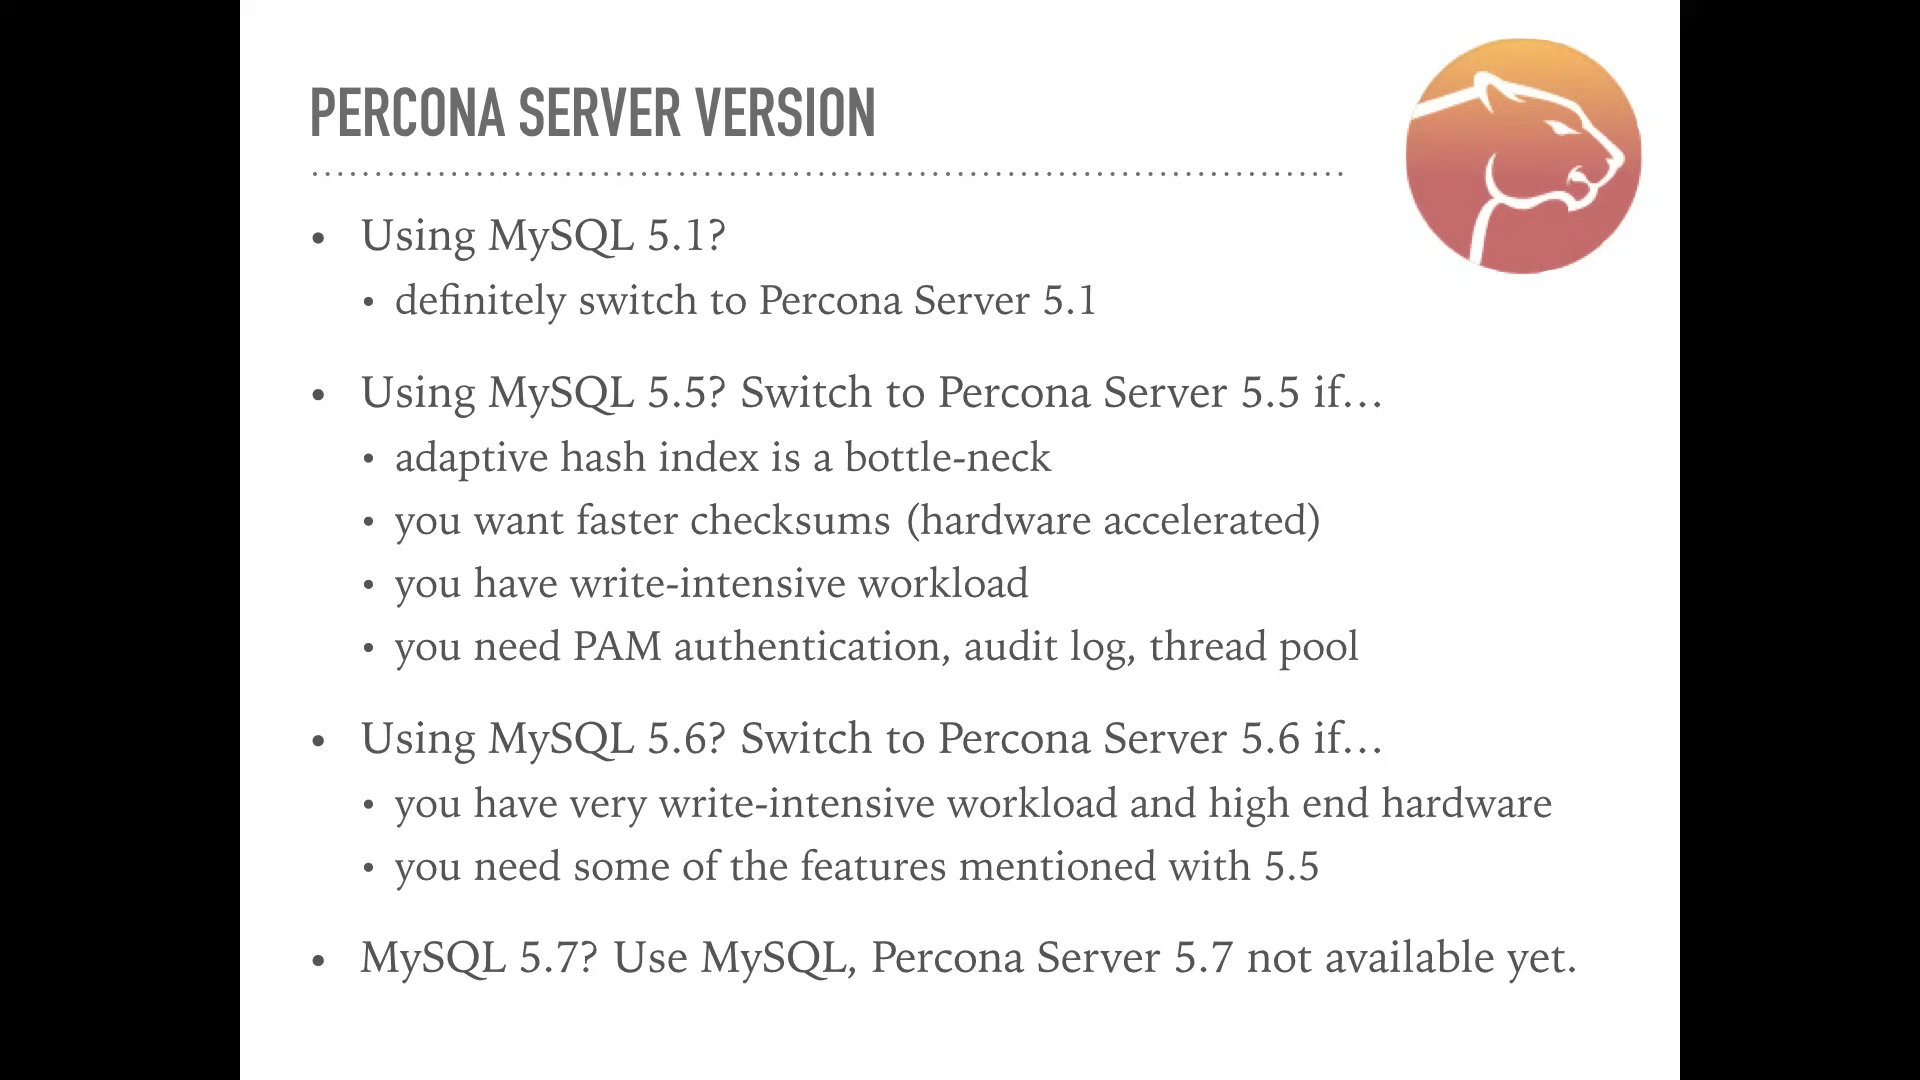 PERCONA SERVER VERSION
• Using MySQL 5.1?
• definitely switch to Percona Server 5.1
• Using MySQL 5.5? Switch to Percona Server 5.5 if…
• adaptive hash index is a bottle-neck
• you want faster checksums (hardware accelerated)
• you have write-intensive workload
• you need PAM authentication, audit log, thread pool
• Using MySQL 5.6? Switch to Percona Server 5.6 if…
• you have very write-intensive workload and high end hardware
• you need some of the features mentioned with 5.5
• MySQL 5.7? Use MySQL, Percona Server 5.7 not available yet.